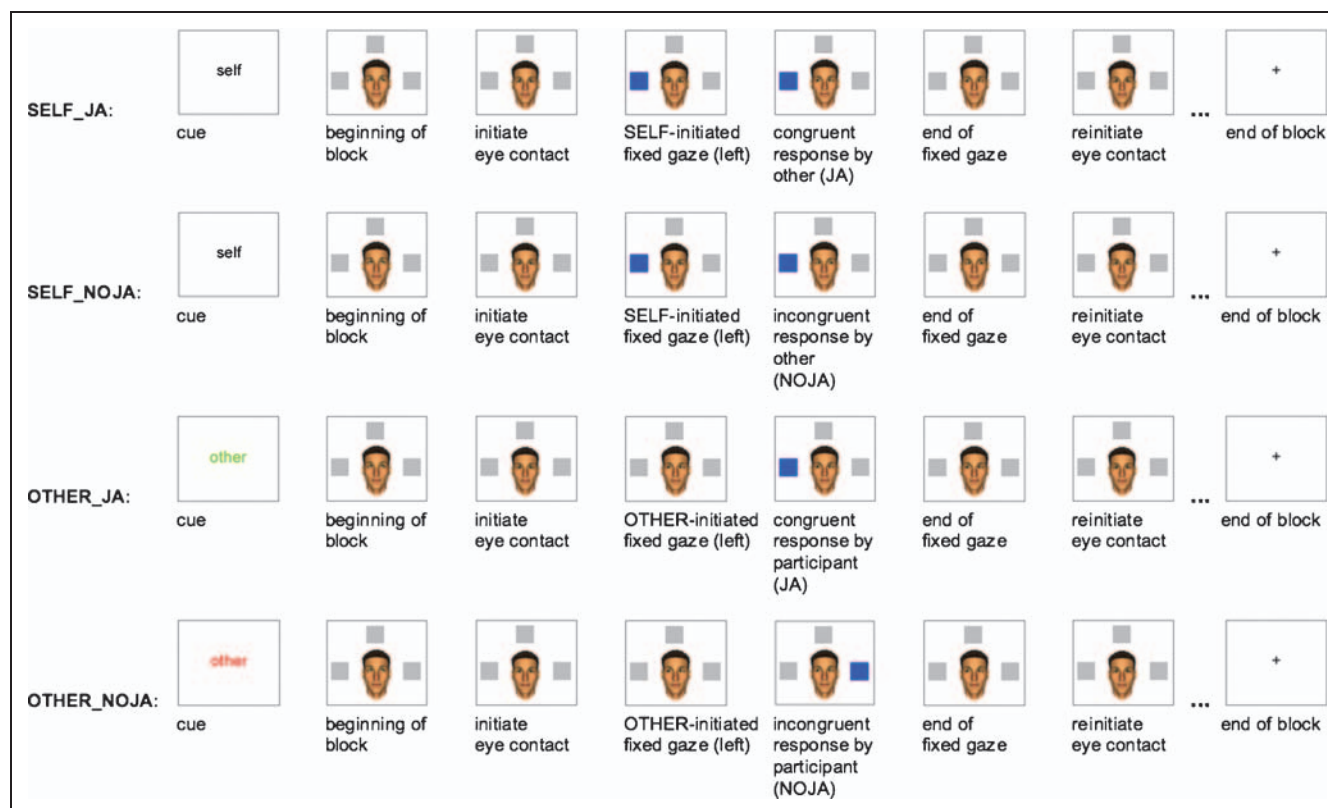 self
SELF_JA:
cue
beginning of
block
initiate
eye contact
SELF-initiated
fixed gaze (left)
congruent
response by
other (JA)
end of
fixed gaze
reinitiate
eye contact
...
+
end of block
self
SELF_NOJA:
cue
beginning of
block
initiate
eye contact
SELF-initiated
fixed gaze (left)
incongruent
response by
other
(NOJA)
end of
fixed gaze
reinitiate
eye contact
...
+
end of block
other
OTHER_JA:
cue
beginning of
block
initiate
eye contact
OTHER-initiated
fixed gaze (left)
congruent
response by
participant
(JA)
end of
fixed gaze
reinitiate
eye contact
...
+
end of block
other
OTHER_NOJA:
cue
beginning of
block
initiate
eye contact
OTHER-initiated
fixed gaze (left)
incongruent
response by
participant
(NOJA)
end of
fixed gaze
reinitiate
eye contact
...
+
end of block